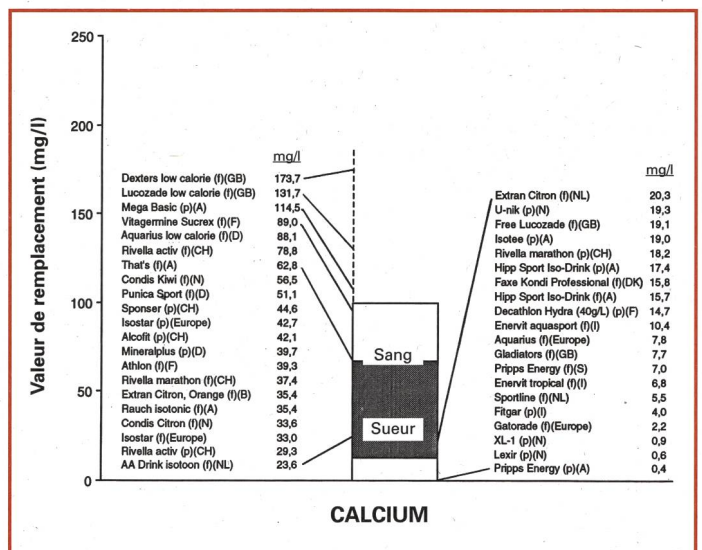 Valeur de remplacement (mg/l)
250
200
150
100
50
0
mg/l
Dexters low calorie (f)(GB) 173,7
Lucozade low calorie (f)(GB) 131,7
Mega Basic (p)(A) 114,5
Vitagermine Sucrex (f)(F) 89,0
Aquarius low calorie (f)(D) 88,1
Rivella activ (f)(CH) 78,8
That's (f)(A) 62,8
Condis Kiwi (f)(N) 56,5
Punica Sport (f)(D) 51,1
Sponser (p)(CH) 44,6
Isostar (p)(Europe) 42,7
Alcofit (p)(CH) 42,1
Mineralplus (p)(D) 39,7
Athlon (f)(F) 39,3
Rivella marathon (f)(CH) 37,4
Extran Citron, Orange (f)(B) 35,4
Rauch isotonic (f)(A) 35,4
Condis Citron (f)(N) 33,6
Isostar (f)(Europe) 33,0
Rivella activ (p)(CH) 29,3
AA Drink isotoon (f)(NL) 23,6
Sang
Sueur
mg/l
Extran Citron (f)(NL) 20,3
U-nik (p)(N) 19,3
Free Lucozade (f)(GB) 19,1
Isotee (p)(A) 19,0
Rivella marathon (p)(CH) 18,2
Hipp Sport Iso-Drink (p)(A) 17,4
Faxe Kondi Professional (f)(DK) 15,8
Hipp Sport Iso-Drink (f)(A) 15,7
Decathlon Hydra (40g/L) (p)(F) 14,7
Enervit aquasport (f)(I) 10,4
Aquarius (f)(Europe) 7,8
Gladiators (f)(GB) 7,7
Pripps Energy (f)(S) 7,0
Enervit tropical (f)(I) 6,8
Sportline (f)(NL) 5,5
Fitgar (p)(I) 4,0
Gatorade (f)(Europe) 2,2
XL-1 (p)(N) 0,9
Lexir (p)(N) 0,6
Pripps Energy (p)(A) 0,4
CALCIUM